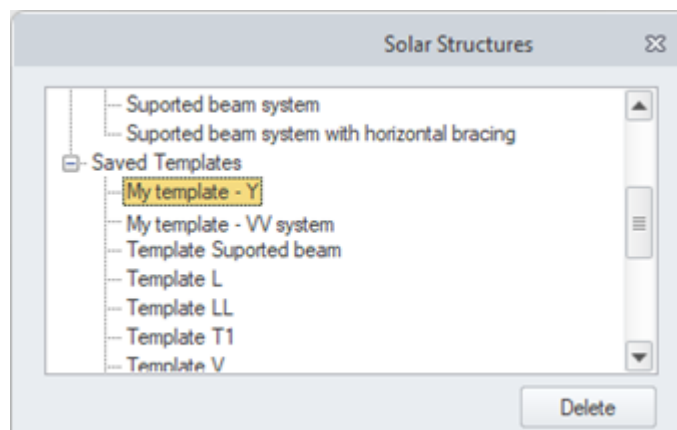 Solar Structures
Suported beam system
Suported beam system with horizontal bracing
Saved Templates
My template - Y
My template - VV system
Template Suported beam
Template L
Template LL
Template T1
Template V
Delete